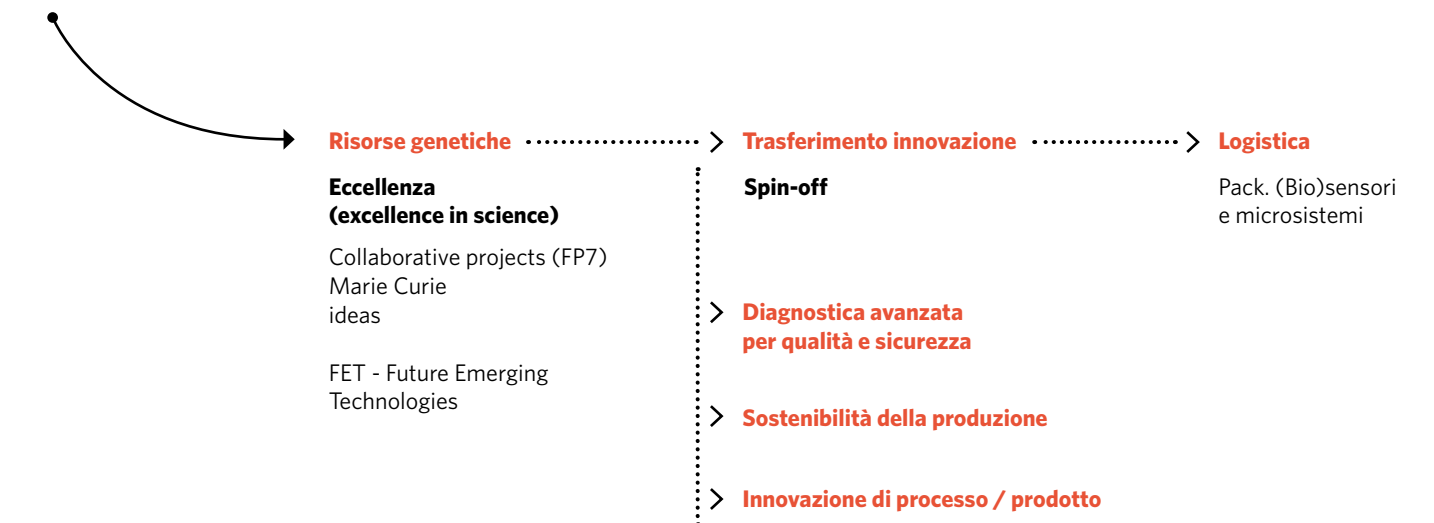 Risorse genetiche
Eccellenza
(excellence in science)
Collaborative projects (FP7)
Marie Curie
ideas
FET - Future Emerging
Technologies
Trasferimento innovazione
Spin-off
Diagnostica avanzata
per qualità e sicurezza
Sostenibilità della produzione
Innovazione di processo / prodotto
Logistica
Pack. (Bio)sensori
e microsistemi